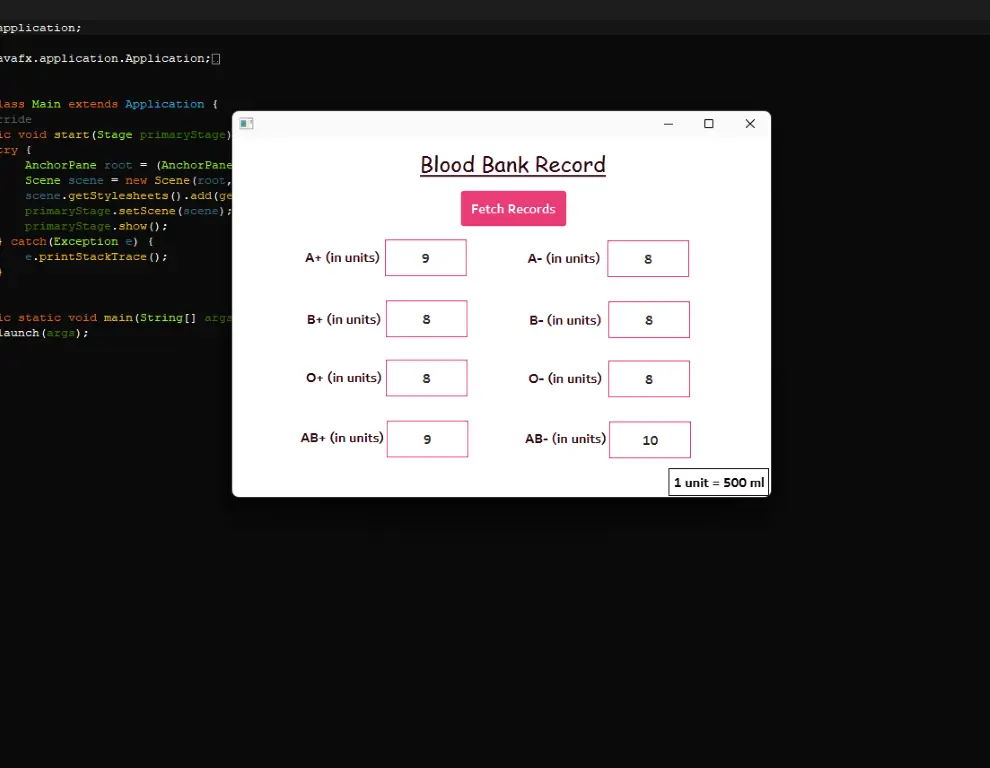 application;
avafx.application.Application;
lass Main extends Application {
rride
ic void start(Stage primaryStage)
try {
AnchorPane root = (AnchorPane
Scene scene = new Scene(root,
scene.getStylesheets().add(ge
primaryStage.setScene(scene);
primaryStage.show();
} catch(Exception e) {
e.printStackTrace();
}
ic static void main(String[] args
launch(args);
Blood Bank Record
Fetch Records
A+ (in units) 9 A- (in units) 8
B+ (in units) 8 B- (in units) 8
O+ (in units) 8 O- (in units) 8
AB+ (in units) 9 AB- (in units) 10
1 unit = 500 ml